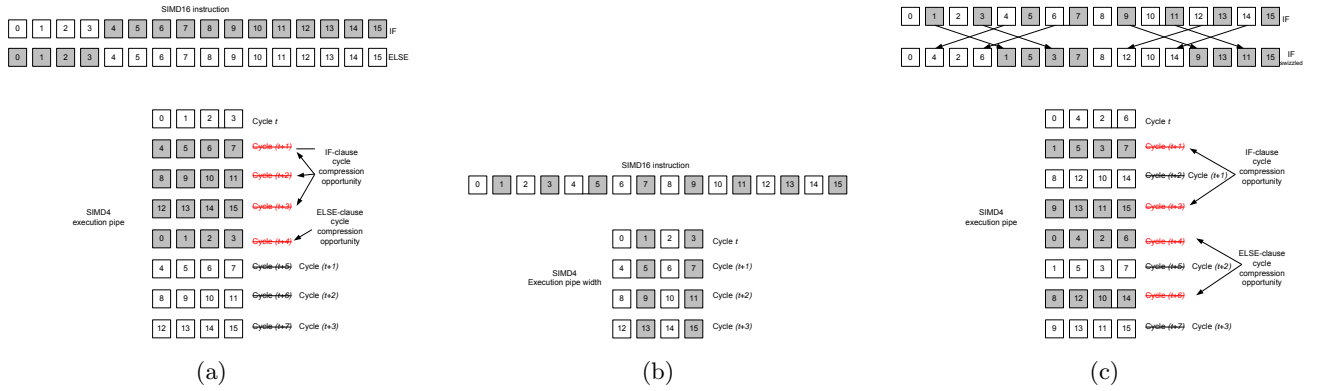 SIMD16 instruction
0 1 2 3 4 5 6 7 8 9 10 11 12 13 14 15 IF
0 1 2 3 4 5 6 7 8 9 10 11 12 13 14 15 ELSE
0 1 2 3 Cycle t
4 5 6 7 Cycle (t+1)
8 9 10 11 Cycle (t+2)
12 13 14 15 Cycle (t+3)
0 1 2 3 Cycle (t+4)
4 5 6 7 Cycle (t+5) Cycle (t+1)
8 9 10 11 Cycle (t+6) Cycle (t+2)
12 13 14 15 Cycle (t+7) Cycle (t+3)
IF-clause
cycle
compression
opportunity
ELSE-clause
cycle
compression
opportunity
SIMD4
execution pipe
(a)
SIMD16 instruction
0 1 2 3 4 5 6 7 8 9 10 11 12 13 14 15
0 1 2 3 Cycle t
4 5 6 7 Cycle (t+1)
8 9 10 11 Cycle (t+2)
12 13 14 15 Cycle (t+3)
SIMD4
Execution pipe width
(b)
0 1 2 3 4 5 6 7 8 9 10 11 12 13 14 15 IF
0 4 2 6 1 5 3 7 8 12 10 14 9 13 11 15 IF
swizzled
0 4 2 6 Cycle t
1 5 3 7 Cycle (t+1)
8 12 10 14 Cycle (t+2) Cycle (t+1)
9 13 11 15 Cycle (t+3)
0 4 2 6 Cycle (t+4)
1 5 3 7 Cycle (t+5) Cycle (t+2)
8 12 10 14 Cycle (t+6)
9 13 11 15 Cycle (t+7) Cycle (t+3)
IF-clause
cycle
compression
opportunity
SIMD4
execution pipe
ELSE-clause
cycle
compression
opportunity
(c)